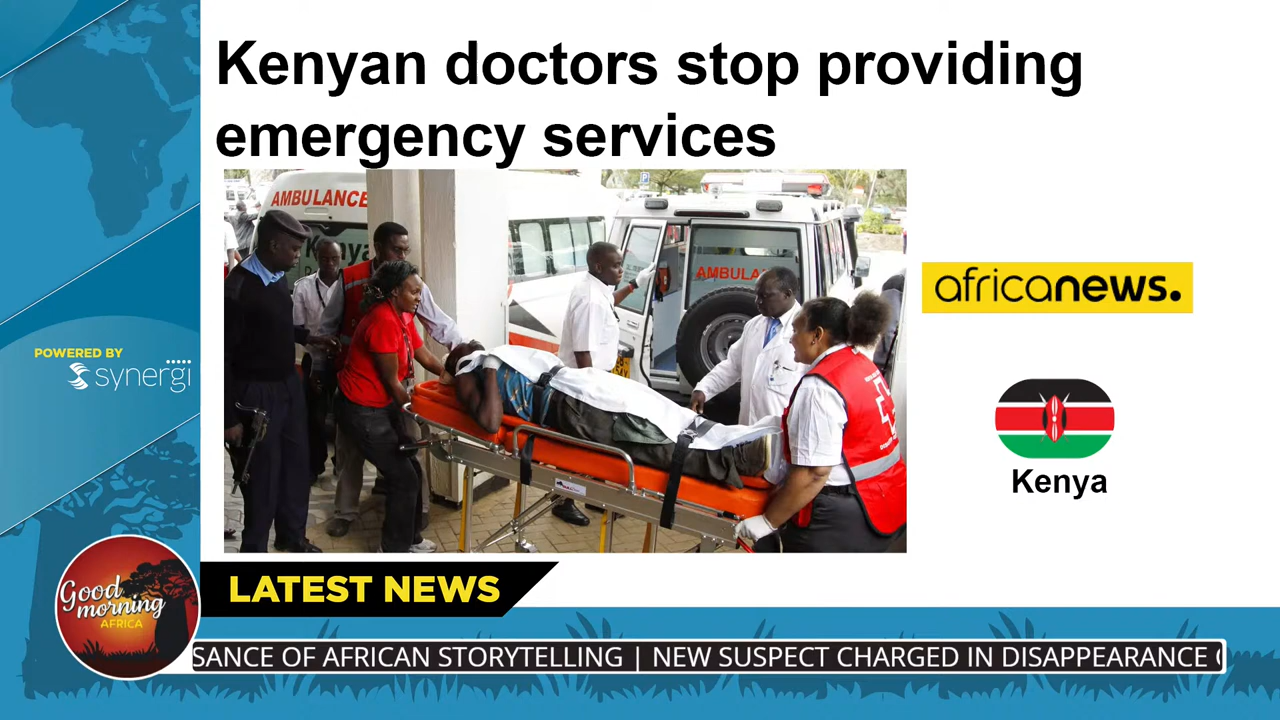 Kenyan doctors stop providing
emergency services
AMBULANCE
Kenya
AMBULA
africanews.
POWERED BY
synergi
Kenya
LATEST NEWS
Good
morning
AFRICA
SANCE OF AFRICAN STORYTELLING | NEW SUSPECT CHARGED IN DISAPPEARANCE